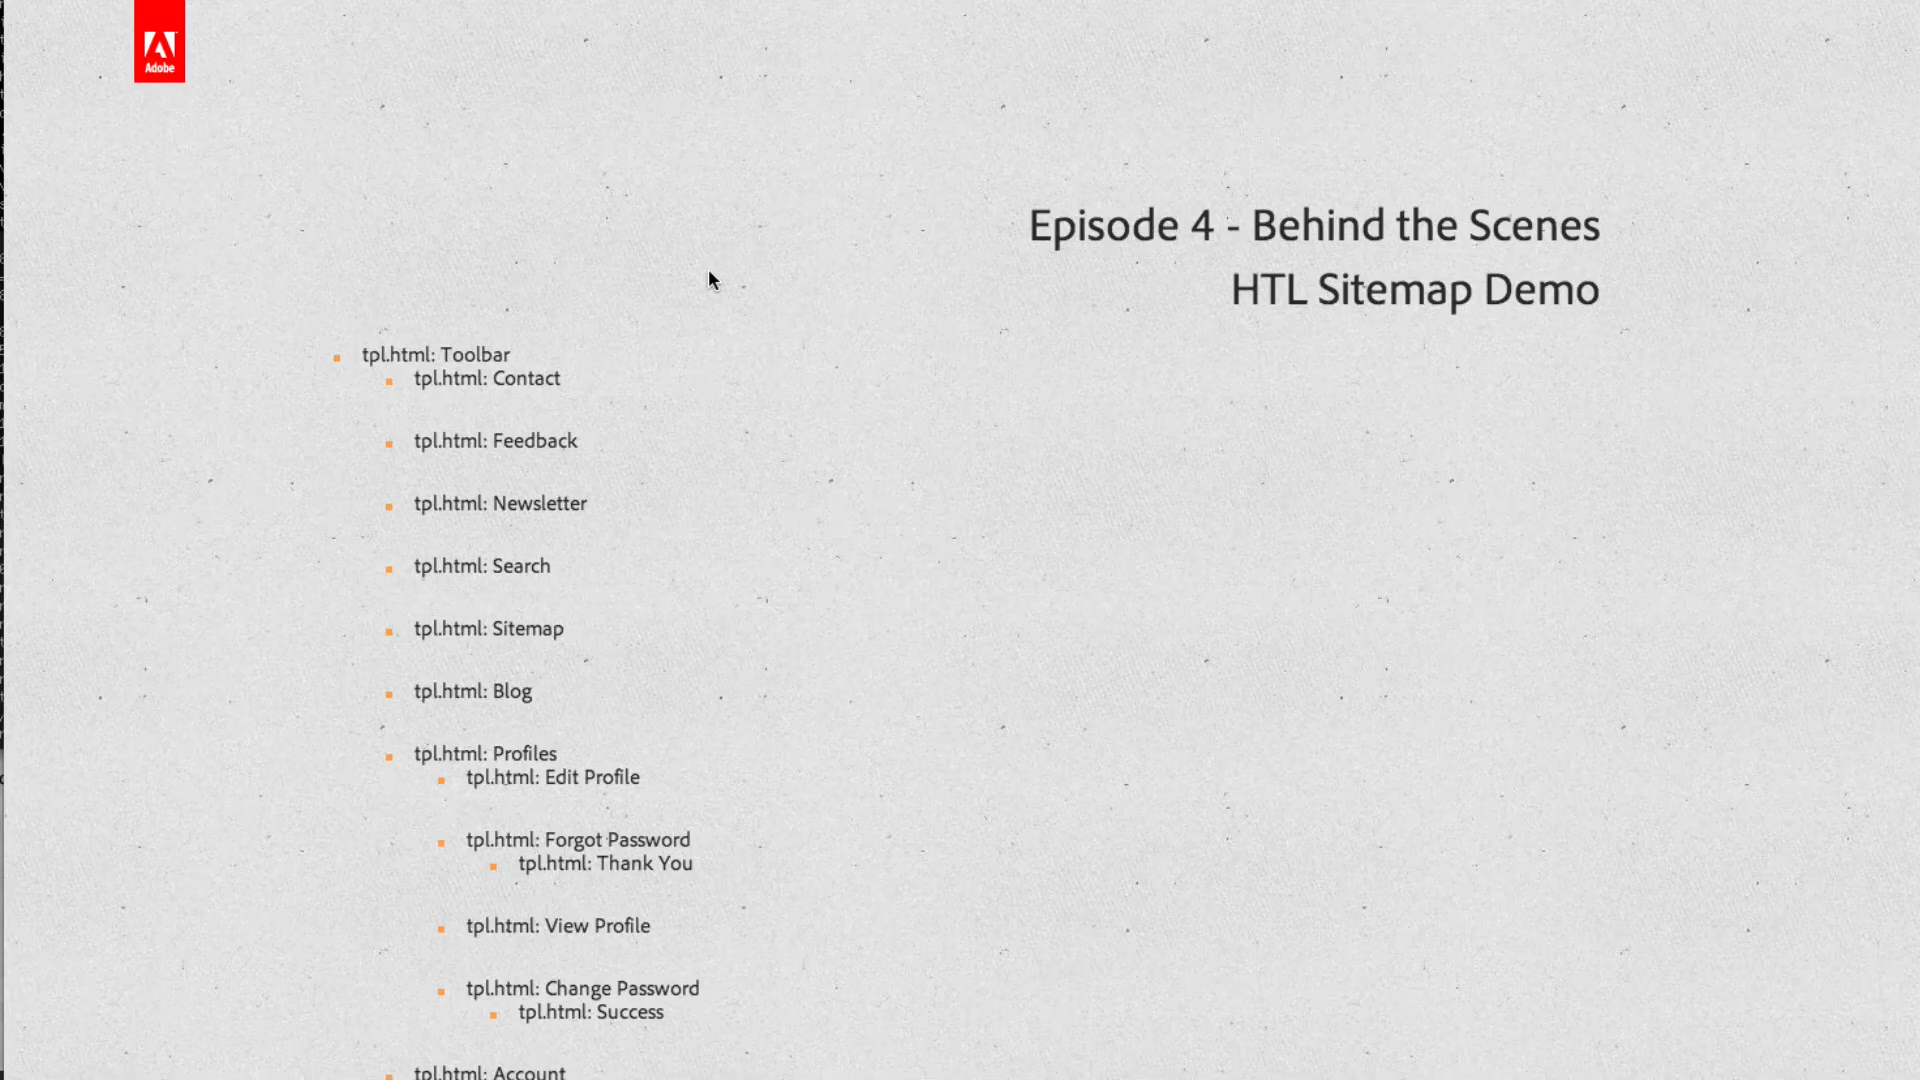 Adobe
Episode 4 - Behind the Scenes
HTL Sitemap Demo
tpl.html: Toolbar
tpl.html: Contact
tpl.html: Feedback
tpl.html: Newsletter
tpl.html: Search
tpl.html: Sitemap
tpl.html: Blog
tpl.html: Profiles
tpl.html: Edit Profile
tpl.html: Forgot Password
tpl.html: Thank You
tpl.html: View Profile
tpl.html: Change Password
tpl.html: Success
tpl.html: Account